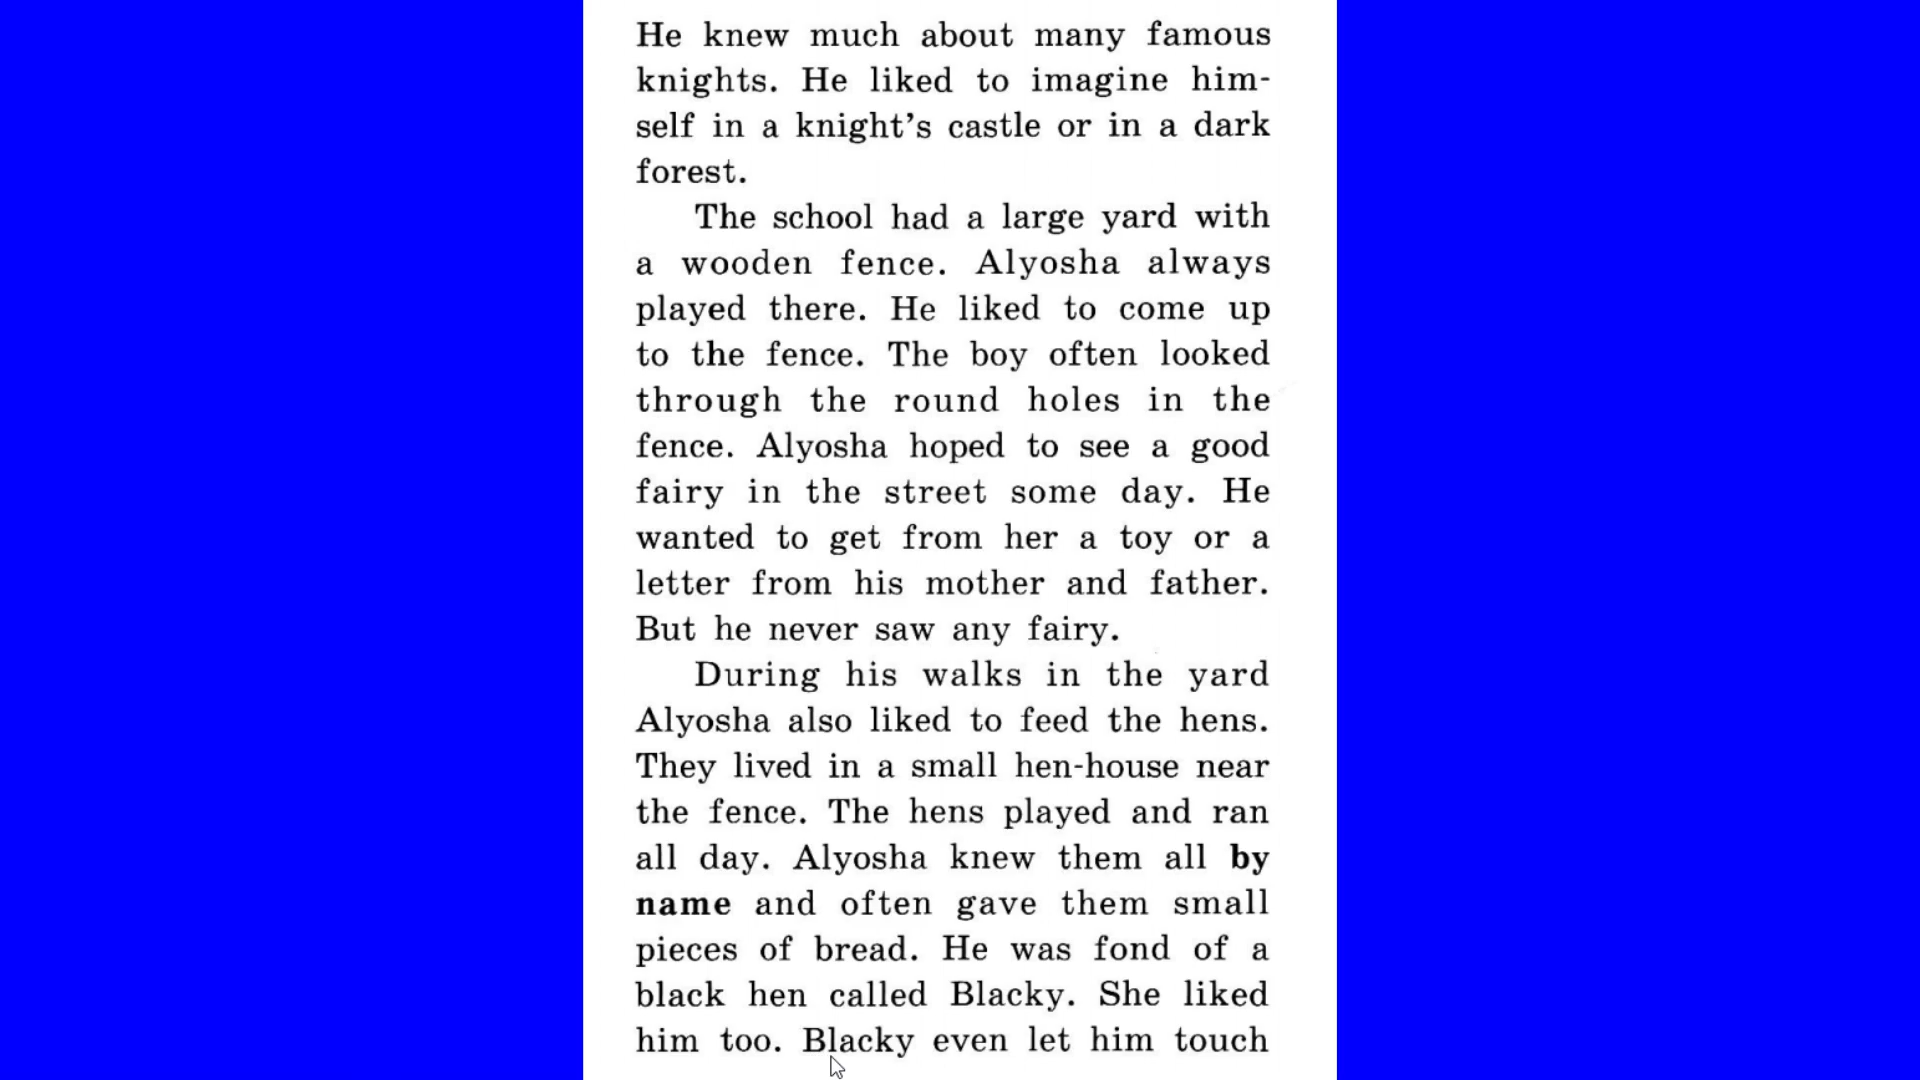 He knew much about many famous
knights. He liked to imagine him-
self in a knight's castle or in a dark
forest.
The school had a large yard with
a wooden fence. Alyosha always
played there. He liked to come up
to the fence. The boy often looked
through the round holes in the
fence. Alyosha hoped to see a good
fairy in the street some day. He
wanted to get from her a toy or a
letter from his mother and father.
But he never saw any fairy.
During his walks in the yard
Alyosha also liked to feed the hens.
They lived in a small hen-house near
the fence. The hens played and ran
all day. Alyosha knew them all by
name and often gave them small
pieces of bread. He was fond of a
black hen called Blacky. She liked
him too. Blacky even let him touch